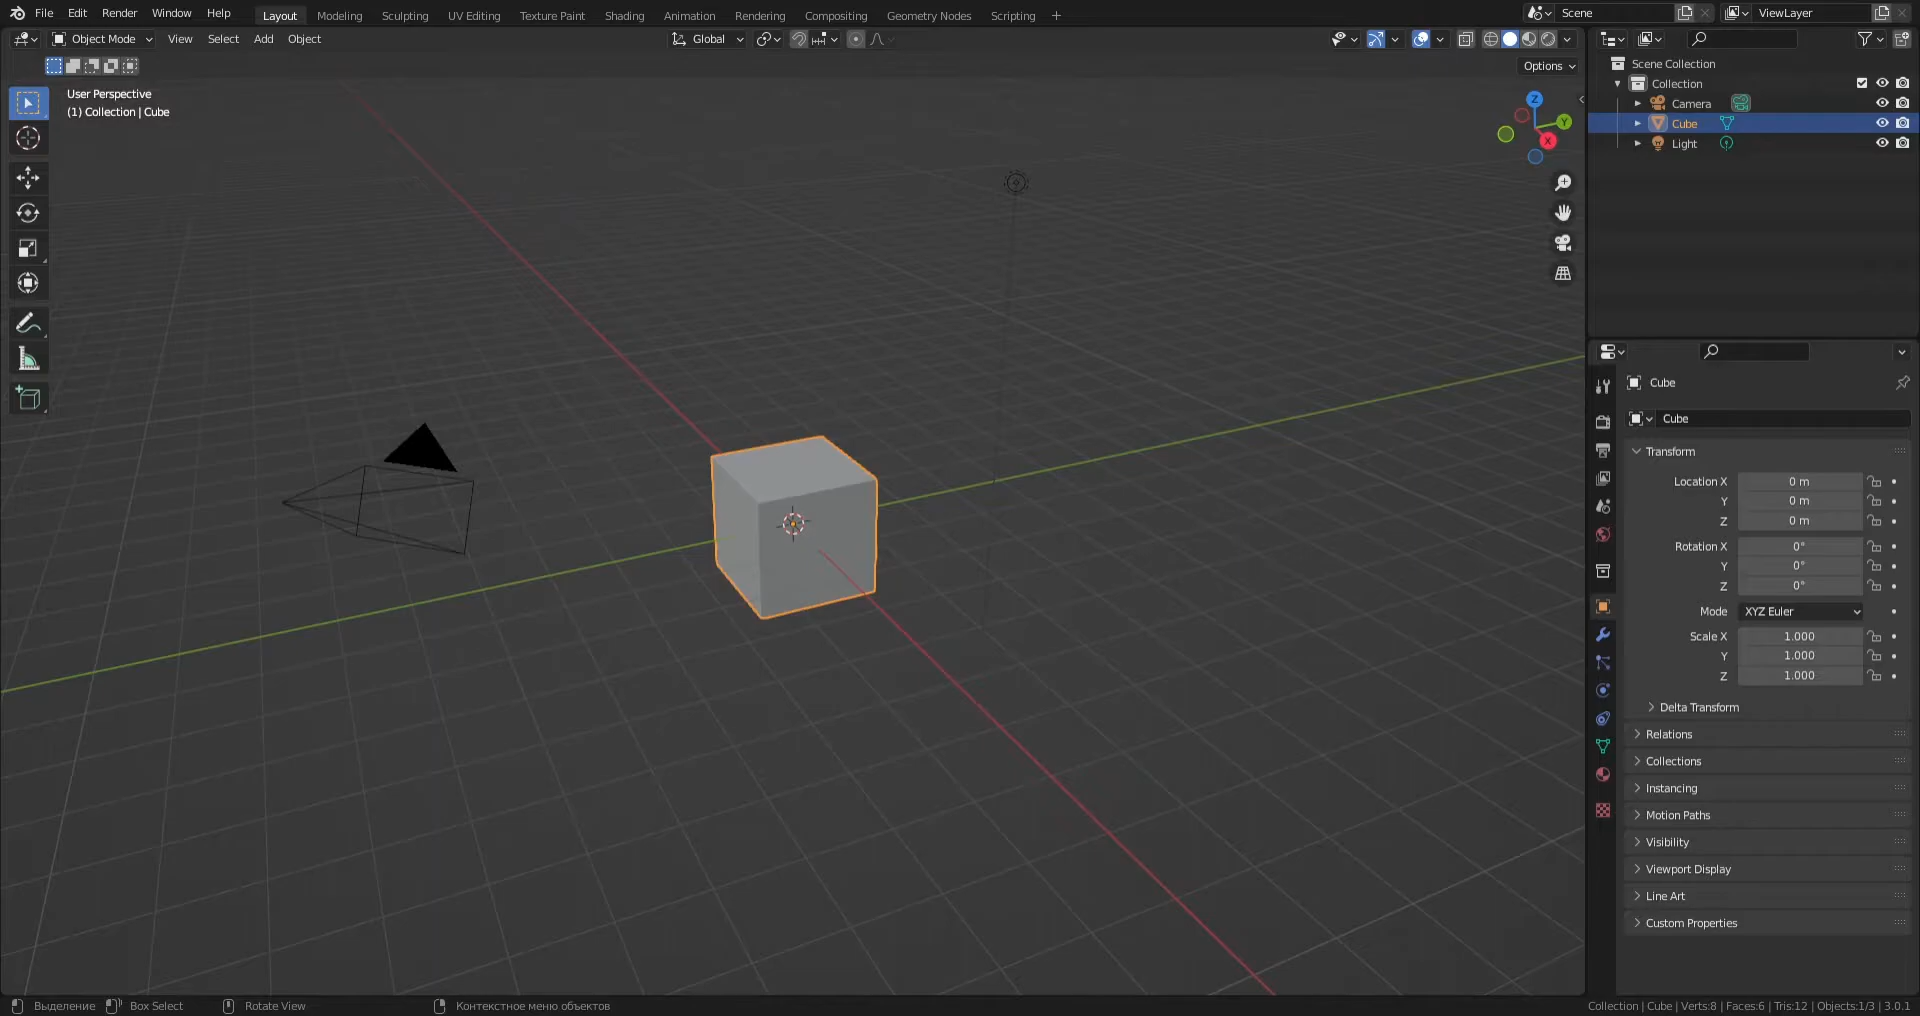 File Edit Render Window Help Layout Modeling Sculpting UV Editing Texture Paint Shading Animation Rendering Compositing Geometry Nodes Scripting + Scene ViewLayer
Object Mode View Select Add Object Global
Options
User Perspective
(1) Collection | Cube
Z
Y
X
Scene Collection
Collection
Camera
Cube
Light
Cube
Cube
Transform
Location X 0 m
Y 0 m
Z 0 m
Rotation X 0°
Y 0°
Z 0°
Mode XYZ Euler
Scale X 1.000
Y 1.000
Z 1.000
Delta Transform
Relations
Collections
Instancing
Motion Paths
Visibility
Viewport Display
Line Art
Custom Properties
Выделение Box Select Rotate View Контекстное меню объектов Collection | Cube | Verts:8 | Faces:6 | Tris:12 | Objects:1/3 | 3.0.1